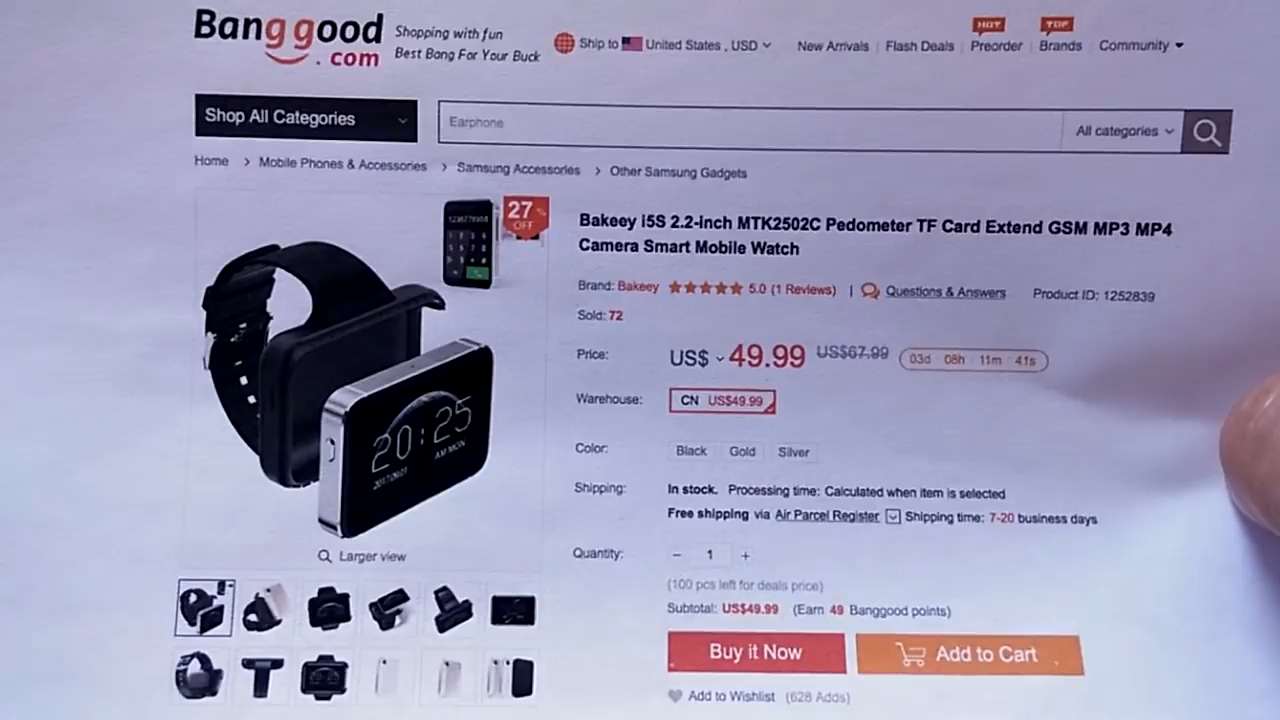 Banggood
.com
Shopping with fun
Best Bang For Your Buck
Ship to United States , USD
New Arrivals
Flash Deals
HOT
Preorder
TOP
Brands
Community
Shop All Categories
Earphone
All categories
Home > Mobile Phones & Accessories > Samsung Accessories > Other Samsung Gadgets
27%
OFF
Bakeey i5S 2.2-inch MTK2502C Pedometer TF Card Extend GSM MP3 MP4
Camera Smart Mobile Watch
Brand: Bakeey 5.0 (1 Reviews) | Questions & Answers Product ID: 1252839
Sold: 72
Price: US$ 49.99 US$67.99 03d 08h 11m 41s
Warehouse: CN US$49.99
Color: Black Gold Silver
Shipping: In stock. Processing time: Calculated when item is selected
Free shipping via Air Parcel Register Shipping time: 7-20 business days
20:25
AM MON
Larger view
Quantity: − 1 +
(100 pcs left for deals price)
Subtotal: US$49.99 (Earn 49 Banggood points)
Buy it Now
Add to Cart
Add to Wishlist (628 Adds)